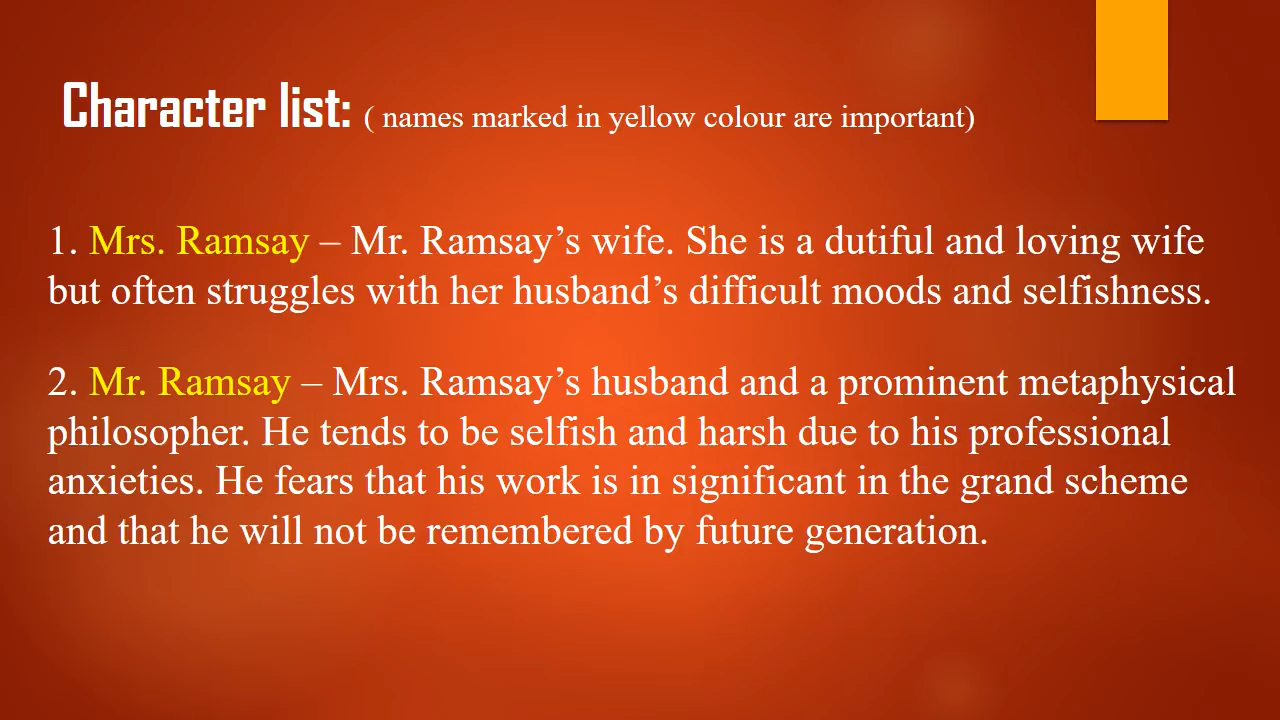 Character list: ( names marked in yellow colour are important)
1. Mrs. Ramsay – Mr. Ramsay’s wife. She is a dutiful and loving wife
but often struggles with her husband’s difficult moods and selfishness.
2. Mr. Ramsay – Mrs. Ramsay’s husband and a prominent metaphysical
philosopher. He tends to be selfish and harsh due to his professional
anxieties. He fears that his work is in significant in the grand scheme
and that he will not be remembered by future generation.